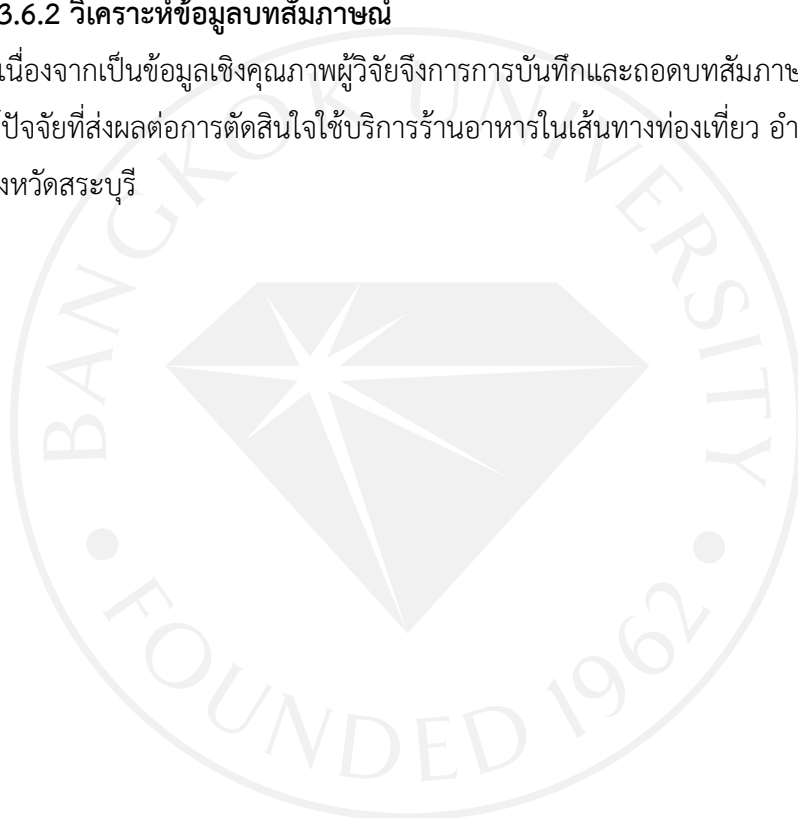 3.6.2 วิเคราะห์ข้อมูลบทสัมภาษณ์
เนื่องจากเป็นข้อมูลเชิงคุณภาพผู้วิจัยจึงการการบันทึกและถอดบทสัมภาษ
ปัจจัยที่ส่งผลต่อการตัดสินใจใช้บริการร้านอาหารในเส้นทางท่องเที่ยว อำ
งหวัดสระบุรี
BANGKOK UNIVERSITY
FOUNDED 1962